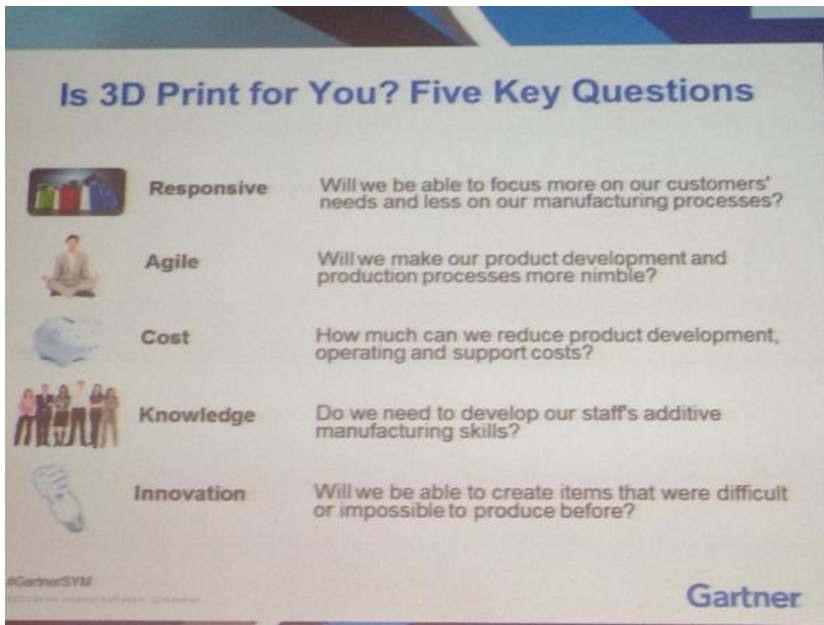 Is 3D Print for You? Five Key Questions
Responsive
Will we be able to focus more on our customers'
needs and less on our manufacturing processes?
Agile
Will we make our product development and
production processes more nimble?
Cost
How much can we reduce product development,
operating and support costs?
Knowledge
Do we need to develop our staff's additive
manufacturing skills?
Innovation
Will we be able to create items that were difficult
or impossible to produce before?
#GartnerSYM
Gartner